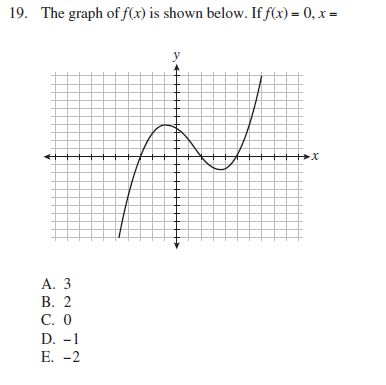 19. The graph of f(x) is shown below. If f(x) = 0, x =
y
x
A. 3
B. 2
C. 0
D. -1
E. -2